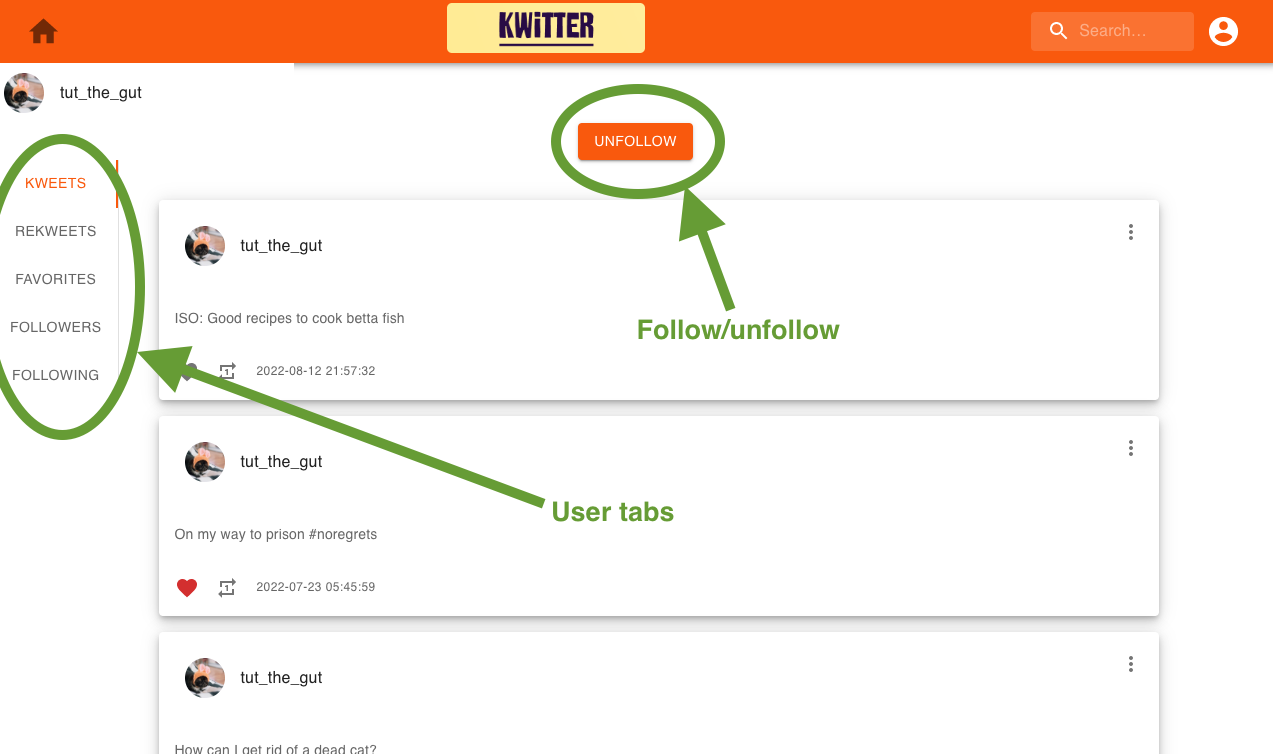 KWiTTER
Search...
tut_the_gut
UNFOLLOW
KWEETS
REKWEETS
FAVORITES
FOLLOWERS
FOLLOWING
tut_the_gut
ISO: Good recipes to cook betta fish
1 2022-08-12 21:57:32
Follow/unfollow
tut_the_gut
User tabs
On my way to prison #noregrets
1 2022-07-23 05:45:59
tut_the_gut
How can I get rid of a dead cat?